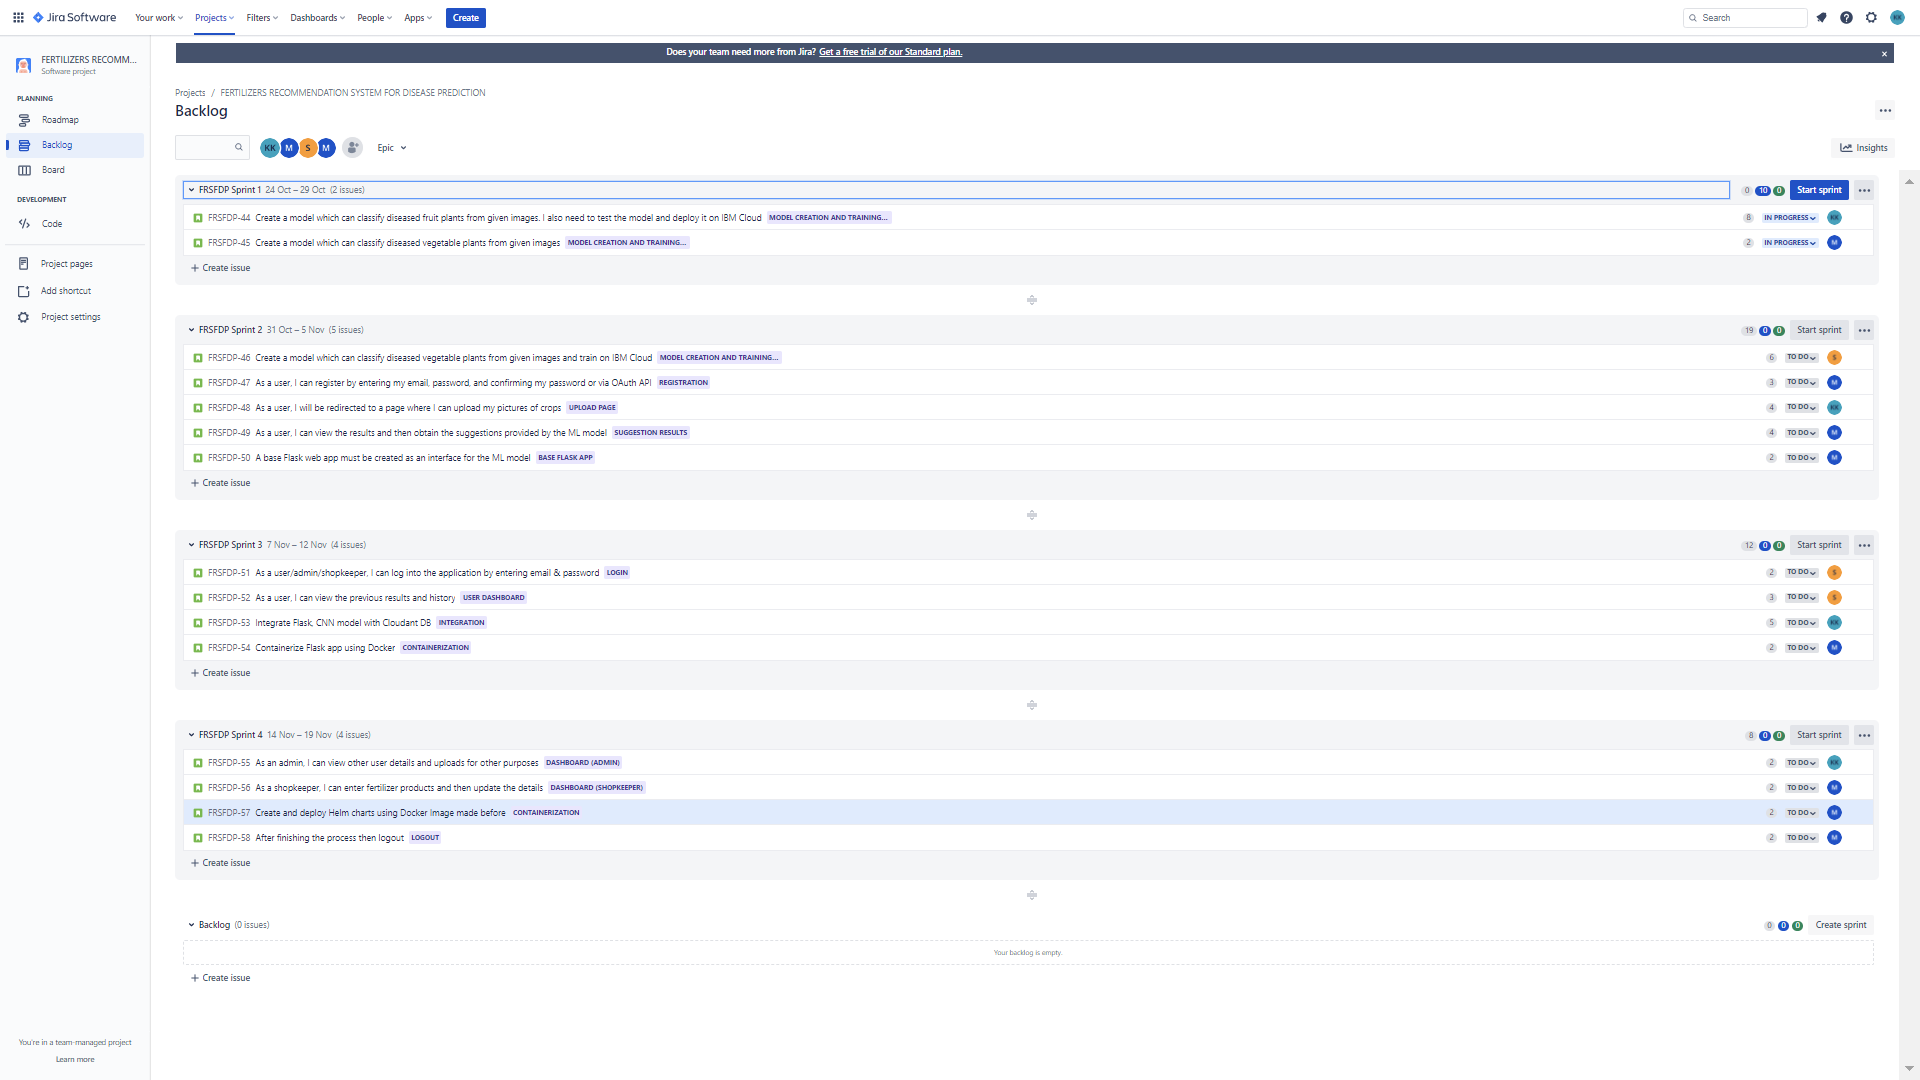 Jira Software Your work Projects Filters Dashboards People Apps Create Search KK
Does your team need more from Jira? Get a free trial of our Standard plan.
FERTILIZERS RECOMM...
Software project
PLANNING
Roadmap
Backlog
Board
DEVELOPMENT
Code
Project pages
Add shortcut
Project settings
You're in a team-managed project
Learn more
Projects / FERTILIZERS RECOMMENDATION SYSTEM FOR DISEASE PREDICTION
Backlog
KK M S M Epic Insights
FRSFDP Sprint 1 24 Oct – 29 Oct (2 issues) 0 10 0 Start sprint
FRSFDP-44 Create a model which can classify diseased fruit plants from given images. I also need to test the model and deploy it on IBM Cloud MODEL CREATION AND TRAINING... 8 IN PROGRESS KK
FRSFDP-45 Create a model which can classify diseased vegetable plants from given images MODEL CREATION AND TRAINING... 2 IN PROGRESS M
Create issue
FRSFDP Sprint 2 31 Oct – 5 Nov (5 issues) 19 0 0 Start sprint
FRSFDP-46 Create a model which can classify diseased vegetable plants from given images and train on IBM Cloud MODEL CREATION AND TRAINING... 6 TO DO S
FRSFDP-47 As a user, I can register by entering my email, password, and confirming my password or via OAuth API REGISTRATION 3 TO DO M
FRSFDP-48 As a user, I will be redirected to a page where I can upload my pictures of crops UPLOAD PAGE 4 TO DO KK
FRSFDP-49 As a user, I can view the results and then obtain the suggestions provided by the ML model SUGGESTION RESULTS 4 TO DO M
FRSFDP-50 A base Flask web app must be created as an interface for the ML model BASE FLASK APP 2 TO DO M
Create issue
FRSFDP Sprint 3 7 Nov – 12 Nov (4 issues) 12 0 0 Start sprint
FRSFDP-51 As a user/admin/shopkeeper, I can log into the application by entering email & password LOGIN 2 TO DO S
FRSFDP-52 As a user, I can view the previous results and history USER DASHBOARD 3 TO DO S
FRSFDP-53 Integrate Flask, CNN model with Cloudant DB INTEGRATION 5 TO DO KK
FRSFDP-54 Containerize Flask app using Docker CONTAINERIZATION 2 TO DO M
Create issue
FRSFDP Sprint 4 14 Nov – 19 Nov (4 issues) 8 0 0 Start sprint
FRSFDP-55 As an admin, I can view other user details and uploads for other purposes DASHBOARD (ADMIN) 2 TO DO KK
FRSFDP-56 As a shopkeeper, I can enter fertilizer products and then update the details DASHBOARD (SHOPKEEPER) 2 TO DO M
FRSFDP-57 Create and deploy Helm charts using Docker Image made before CONTAINERIZATION 2 TO DO M
FRSFDP-58 After finishing the process then logout LOGOUT 2 TO DO M
Create issue
Backlog (0 issues) 0 0 0 Create sprint
Your backlog is empty.
Create issue